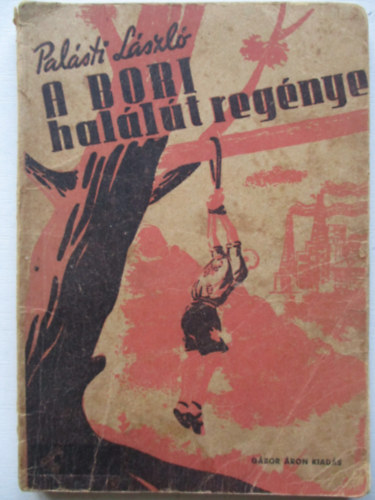 Palásti László
A BORI
halálút regénye
GÁBOR ÁRON KIADÁS